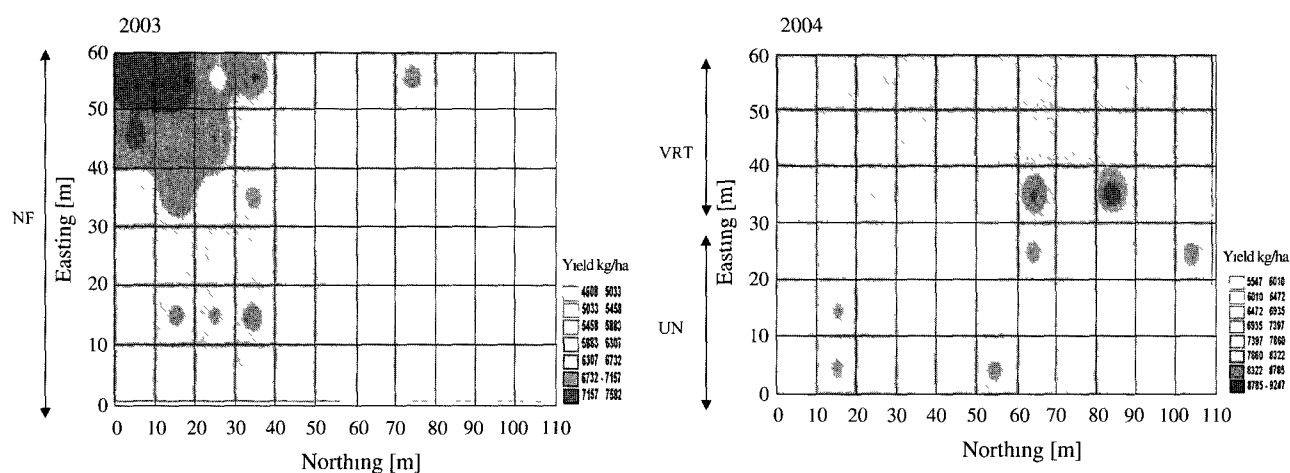 2003
60
50
40
30
20
10
0
NF
Easting [m]
0 10 20 30 40 50 60 70 80 90 100 110
Northing [m]
Yield kg/ha
4608 5033
5033 5458
5458 5883
5883 6307
6307 6732
6732 - 7157
7157 7582
2004
60
50
40
30
20
10
0
VRT
UN
Easting [m]
0 10 20 30 40 50 60 70 80 90 100 110
Northing [m]
Yield kg/ha
5547 6010
6010 6472
6472 6935
6935 7397
7397 7860
7860 8322
8322 8785
8785 - 9247